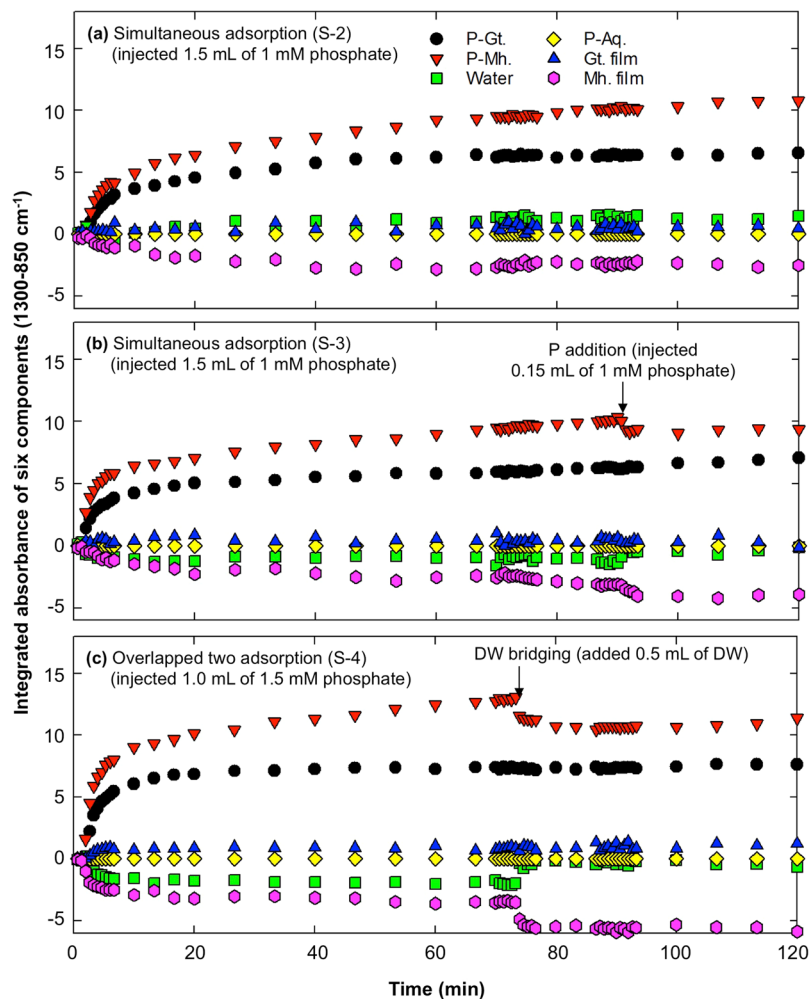 (a) Simultaneous adsorption (S-2)
(injected 1.5 mL of 1 mM phosphate)
P-Gt.
P-Mh.
Water
P-Aq.
Gt. film
Mh. film
15
10
5
0
-5
(b) Simultaneous adsorption (S-3)
(injected 1.5 mL of 1 mM phosphate)
P addition (injected
0.15 mL of 1 mM phosphate)
15
10
5
0
-5
(c) Overlapped two adsorption (S-4)
(injected 1.0 mL of 1.5 mM phosphate)
DW bridging (added 0.5 mL of DW)
15
10
5
0
-5
0 20 40 60 80 100 120
Time (min)
Integrated absorbance of six components (1300-850 cm⁻¹)